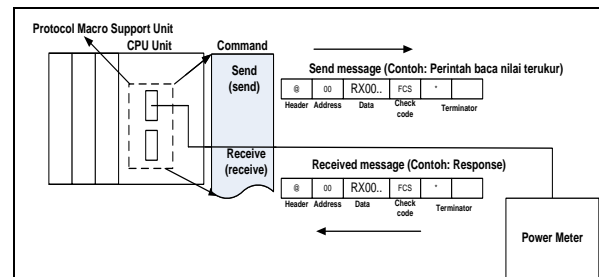 Protocol Macro Support Unit
CPU Unit
Command
Send
(send)
Send message (Contoh: Perintah baca nilai terukur)
@ 00 RX00.. FCS *
Header Address Data Check code Terminator
Receive
(receive)
Received message (Contoh: Response)
@ 00 RX00.. FCS *
Header Address Data Check code Terminator
Power Meter